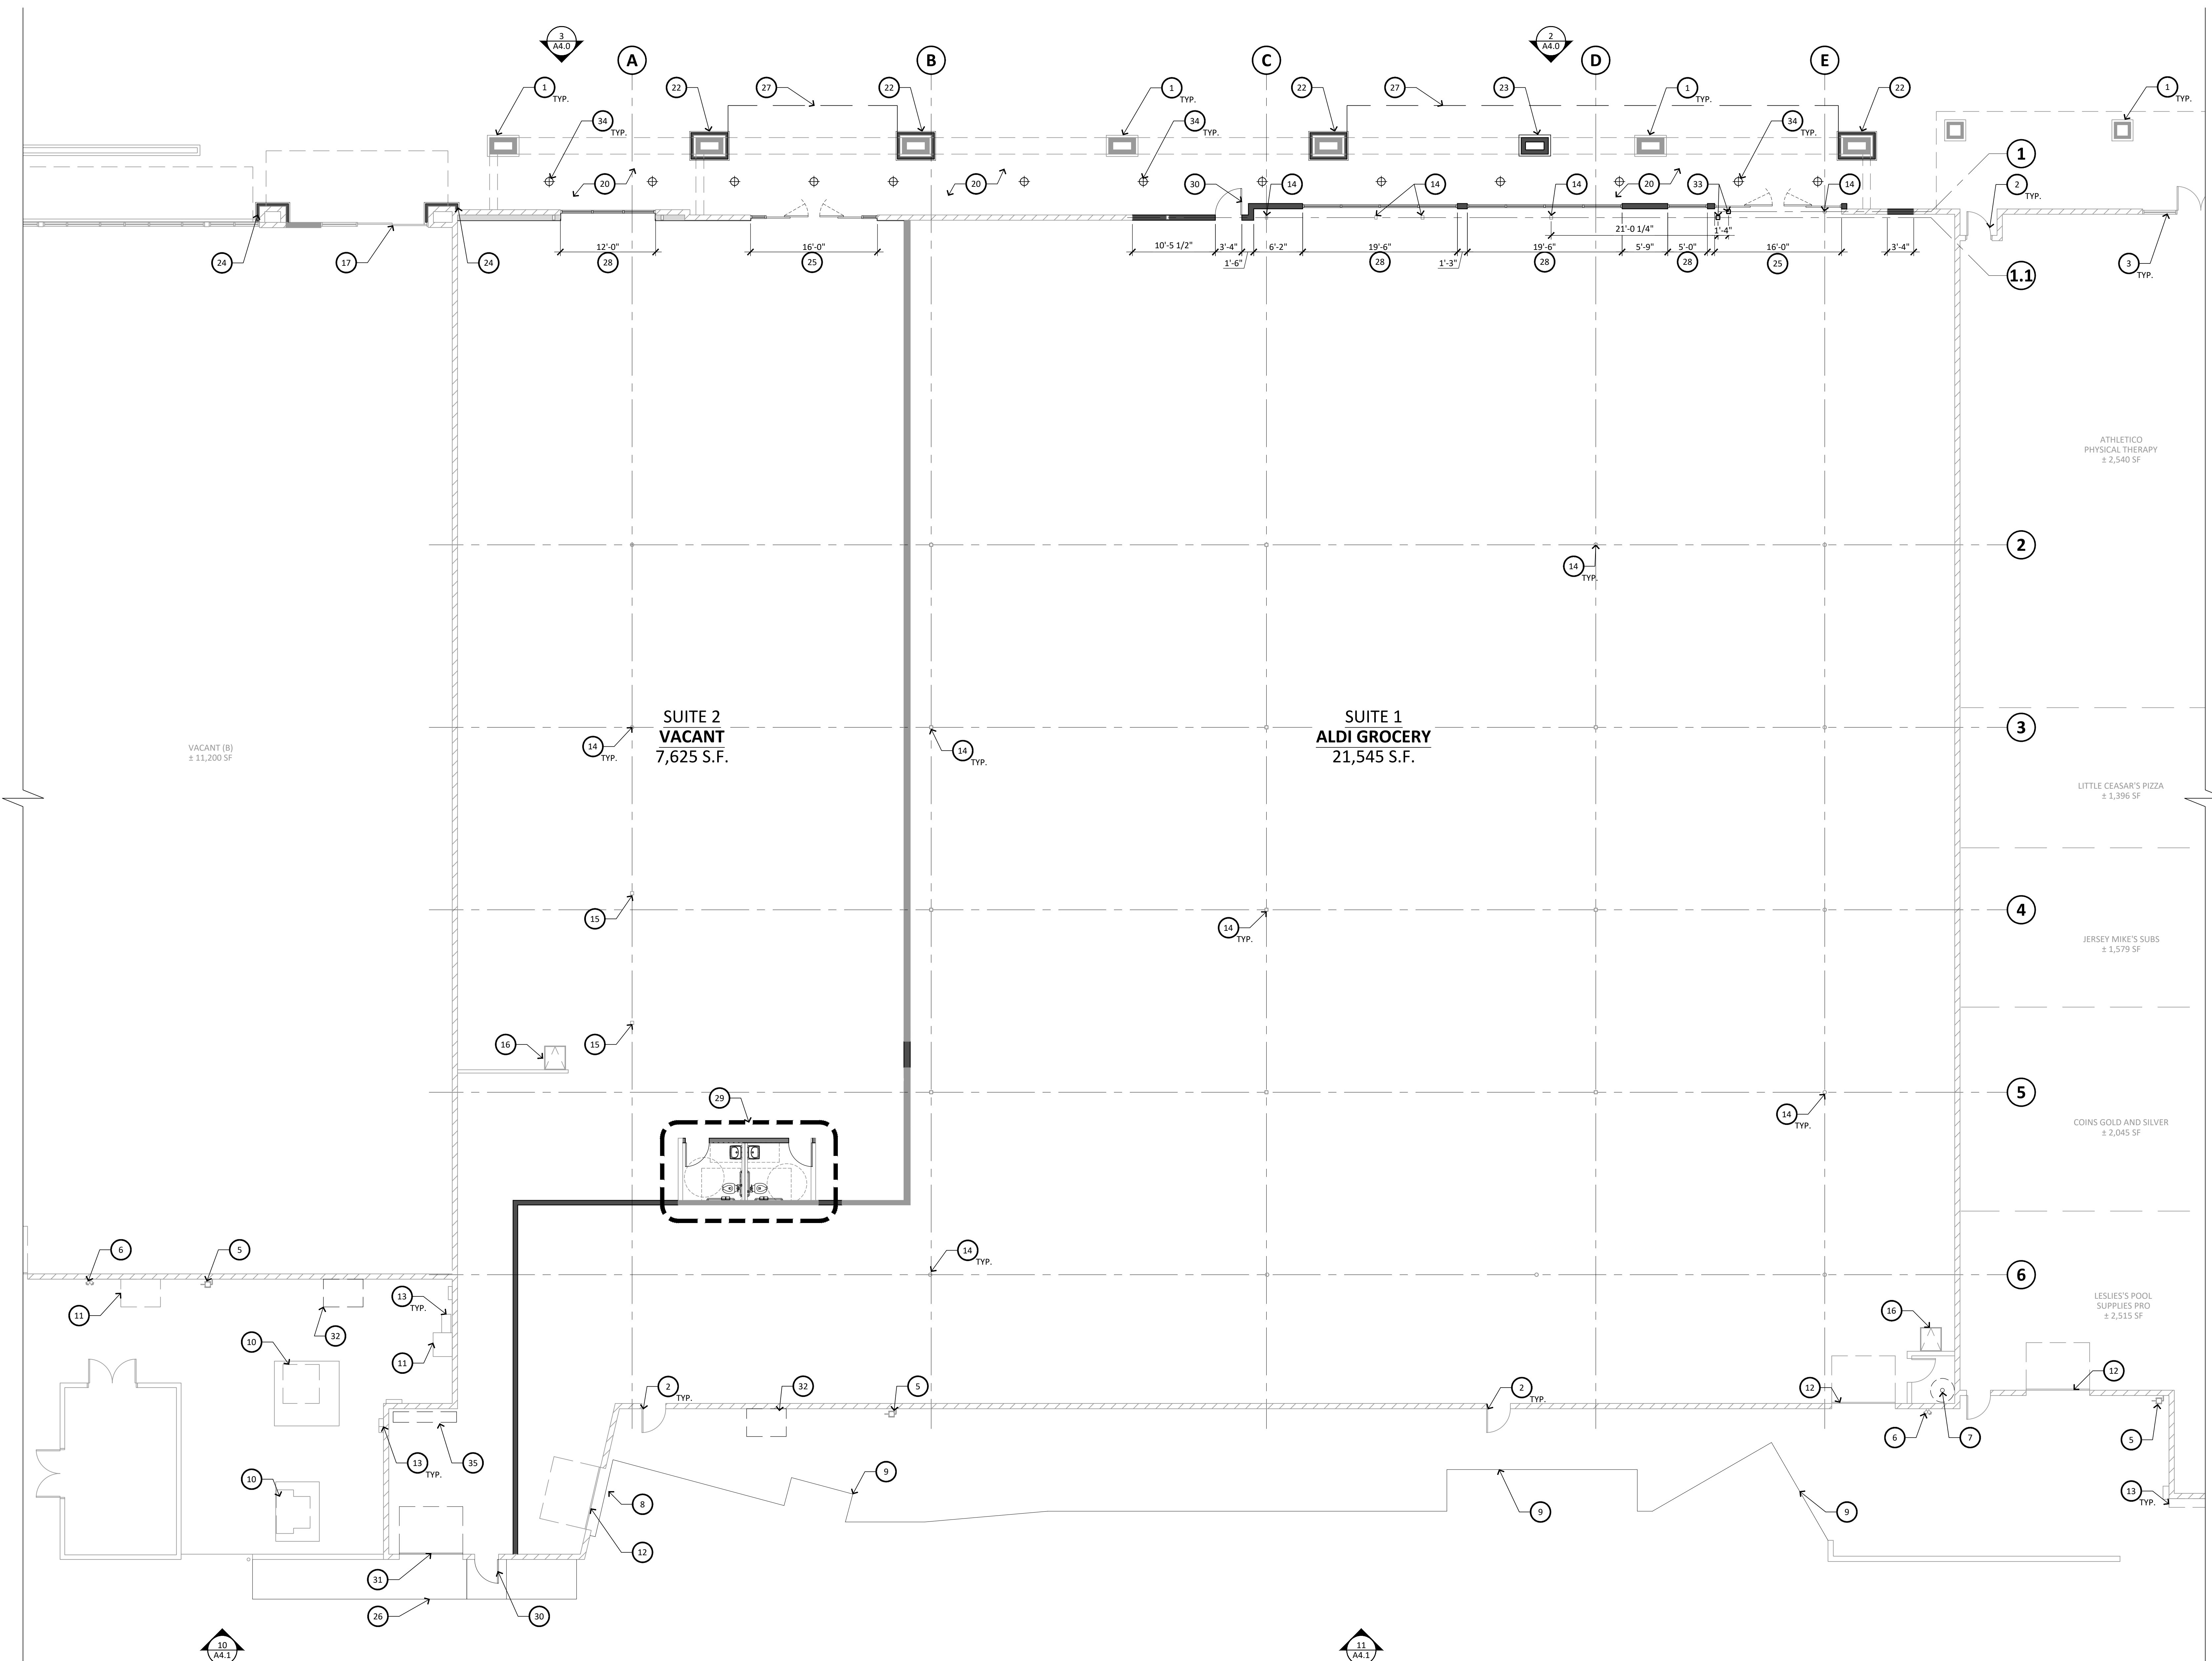 3
A4.0
2
A4.0
A
B
C
D
E
1
TYP.
22
27
22
1
TYP.
22
27
23
1
TYP.
22
1
TYP.
34
TYP.
34
TYP.
34
TYP.
1
20
20
30
14
14
14
20
33
14
2
TYP.
21'-0 1/4"
1'-4"
12'-0"
16'-0"
10'-5 1/2"
3'-4"
6'-2"
19'-6"
19'-6"
5'-9"
5'-0"
16'-0"
3'-4"
24
17
24
28
25
1'-6"
28
1'-3"
28
28
25
3
TYP.
1.1
ATHLETICO
PHYSICAL THERAPY
± 2,540 SF
2
14
TYP.
SUITE 2
VACANT
7,625 S.F.
SUITE 1
ALDI GROCERY
21,545 S.F.
3
VACANT (B)
± 11,200 SF
14
TYP.
14
TYP.
LITTLE CEASAR'S PIZZA
± 1,396 SF
15
14
TYP.
4
JERSEY MIKE'S SUBS
± 1,579 SF
16
15
29
5
14
TYP.
COINS GOLD AND SILVER
± 2,045 SF
6
5
14
TYP.
6
13
TYP.
11
32
10
11
LESLIES'S POOL
SUPPLIES PRO
± 2,515 SF
16
2
TYP.
32
5
2
TYP.
12
12
6
7
5
13
TYP.
35
10
9
8
9
9
13
TYP.
12
31
26
30
10
A4.1
11
A4.1